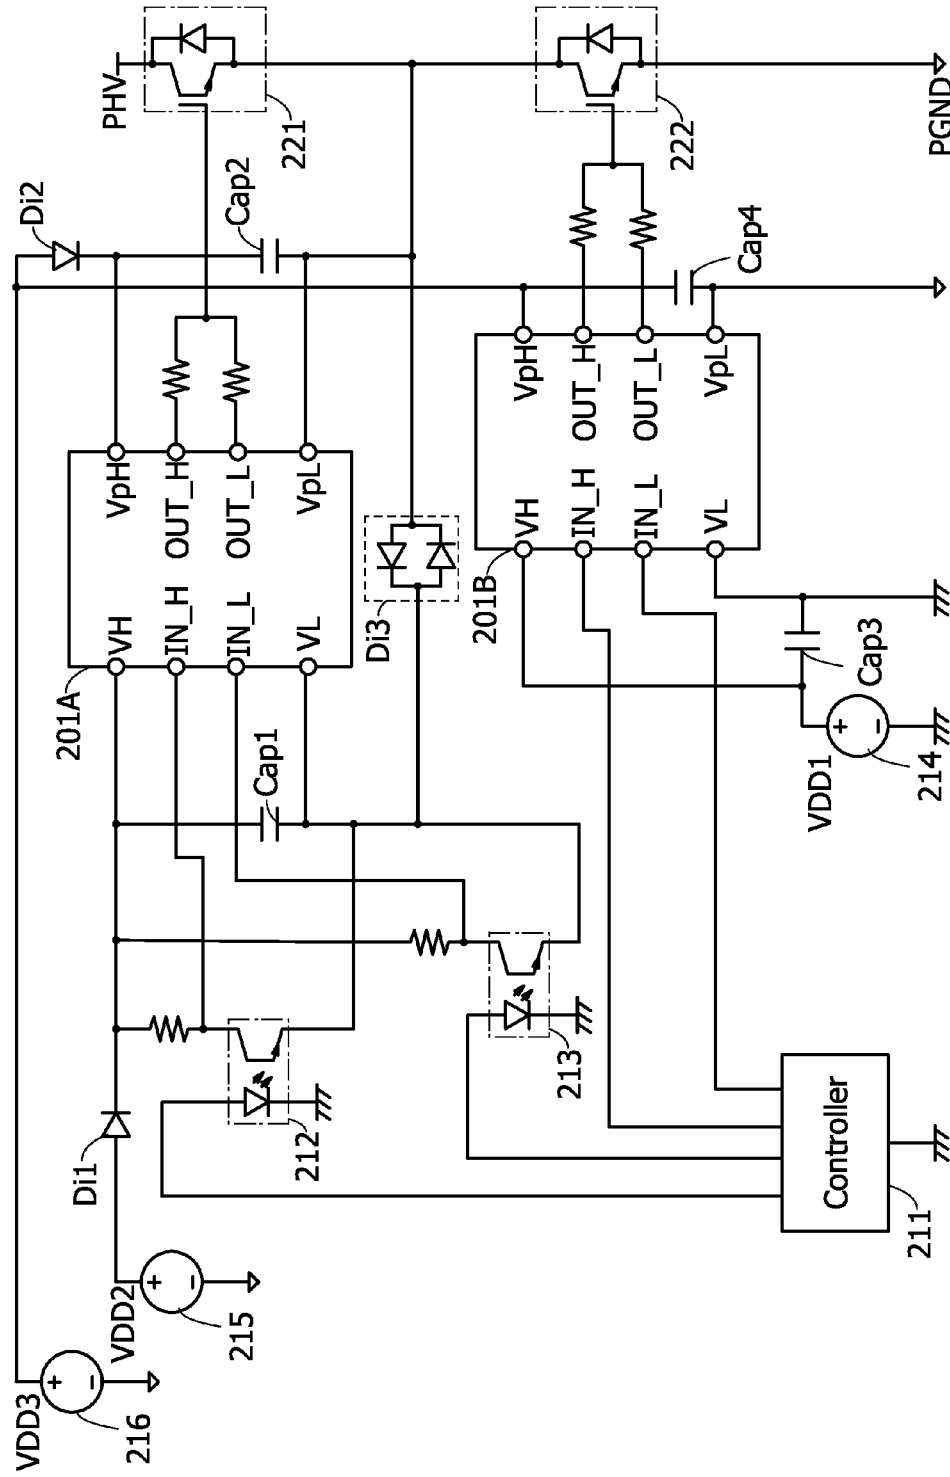 VDD3
216
VDD2
215
Di1
212
213
Controller
211
201A
VH
IN_H
IN_L
VL
VpH
OUT_H
OUT_L
VpL
Cap1
Di2
Cap2
PHV
221
Di3
201B
VH
IN_H
IN_L
VL
VpH
OUT_H
OUT_L
VpL
Cap3
VDD1
214
Cap4
222
PGND